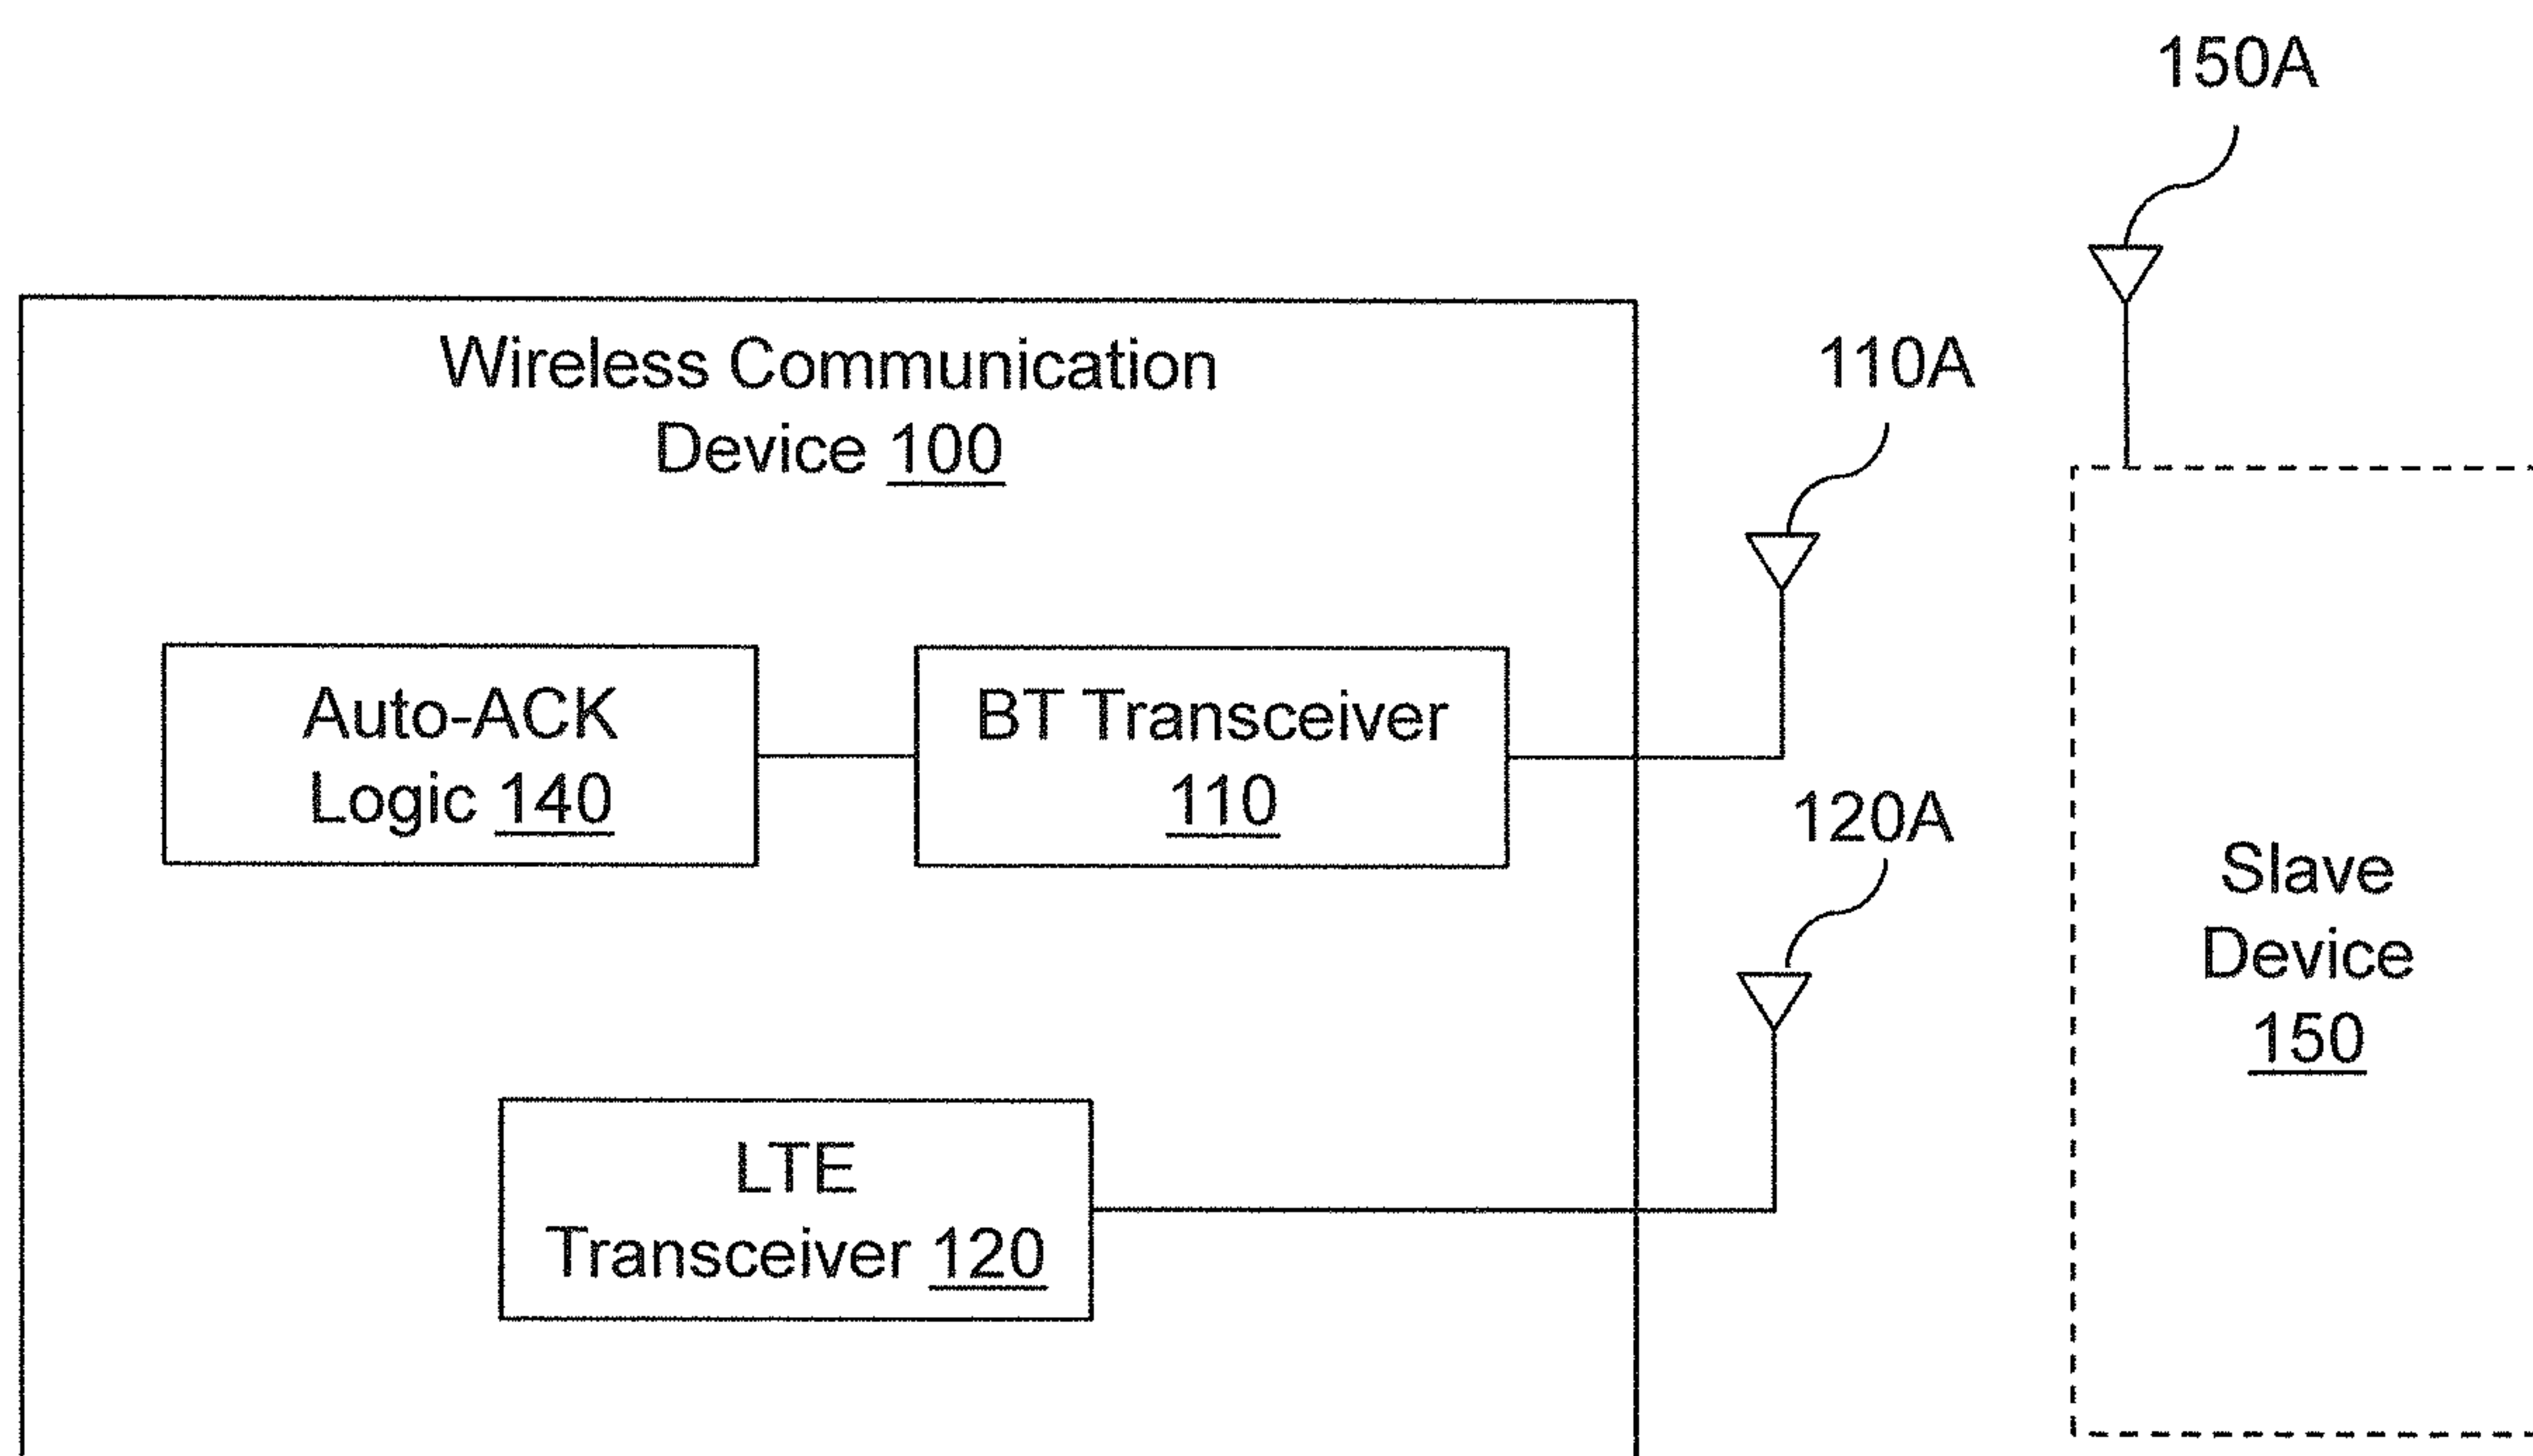 150A
Wireless Communication
Device 100
110A
Auto-ACK
Logic 140
BT Transceiver
110
120A
Slave
Device
150
LTE
Transceiver 120